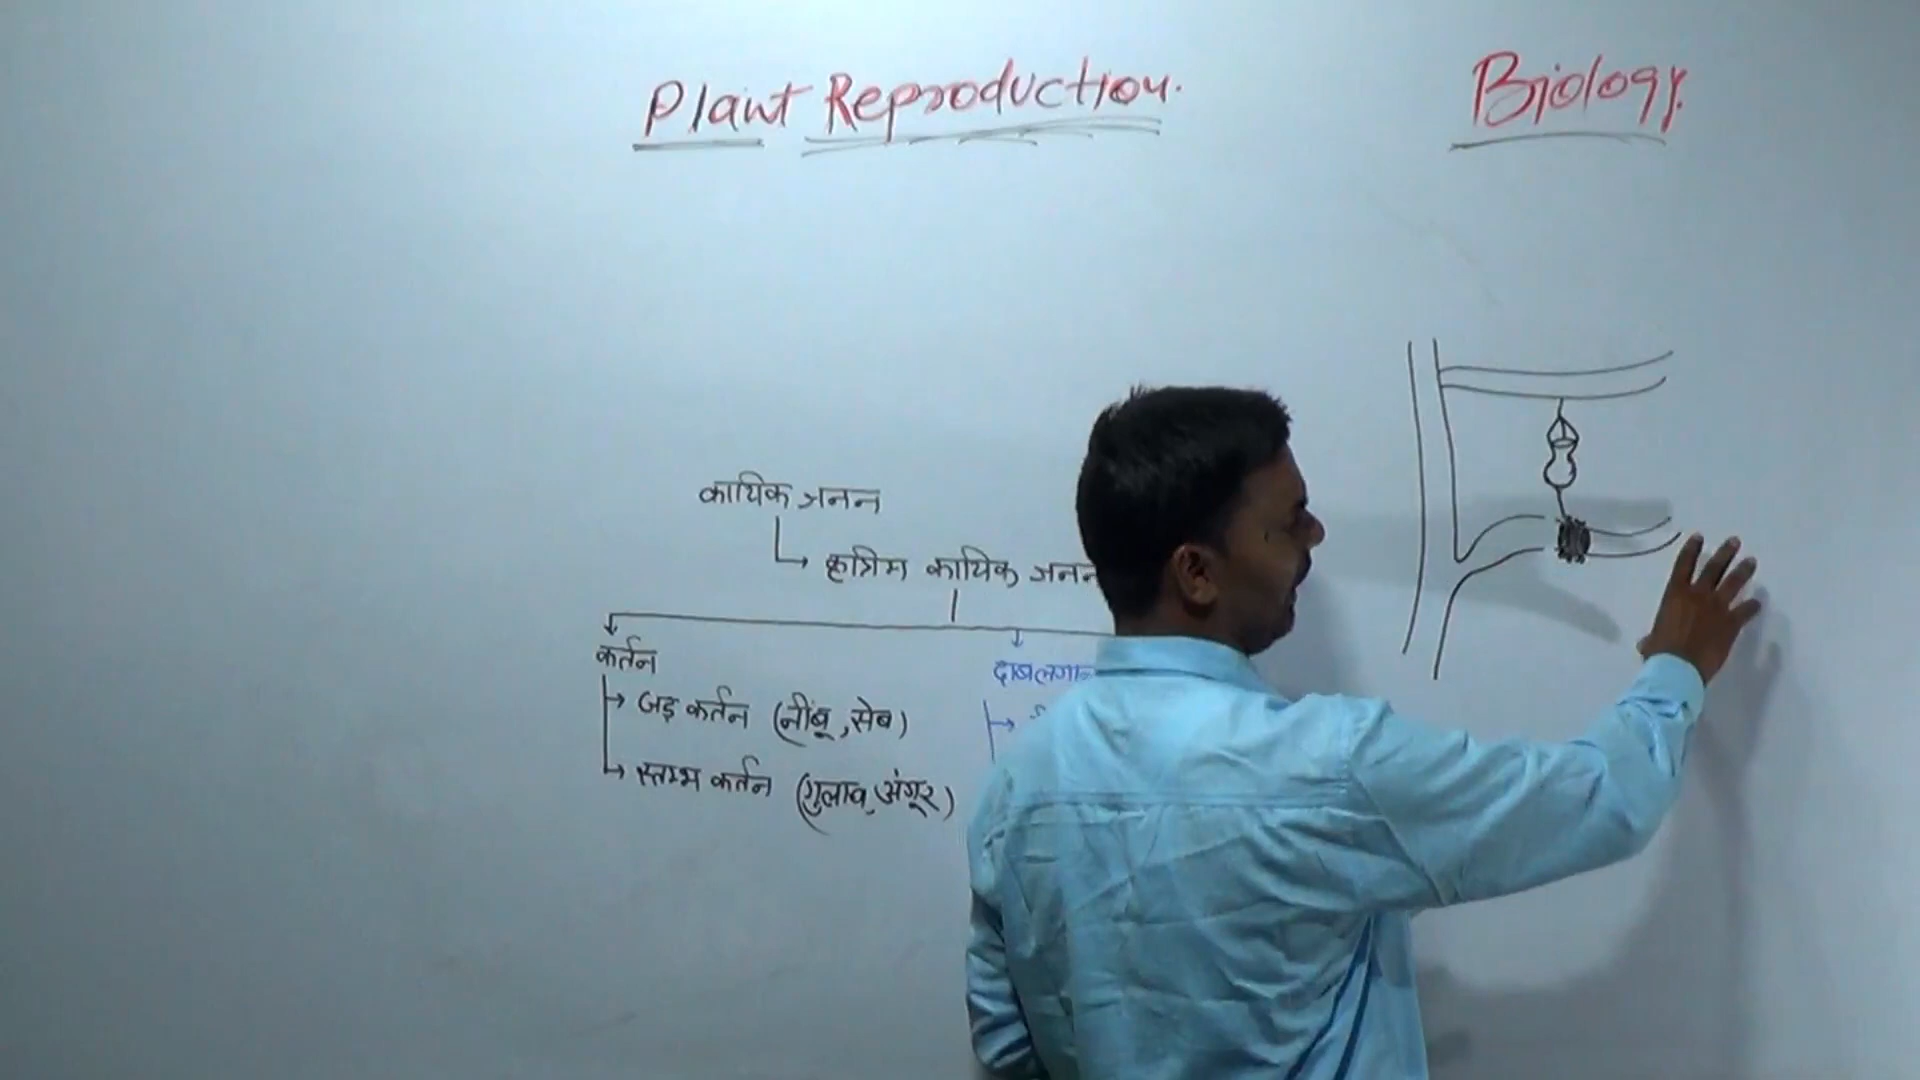 Plant Reproduction.
Biology.
कायिक जनन
कृत्रिम कायिक जनन
कर्तन
जड़ कर्तन (नींबू, सेब)
स्तम्भ कर्तन (गुलाब, अंगूर)